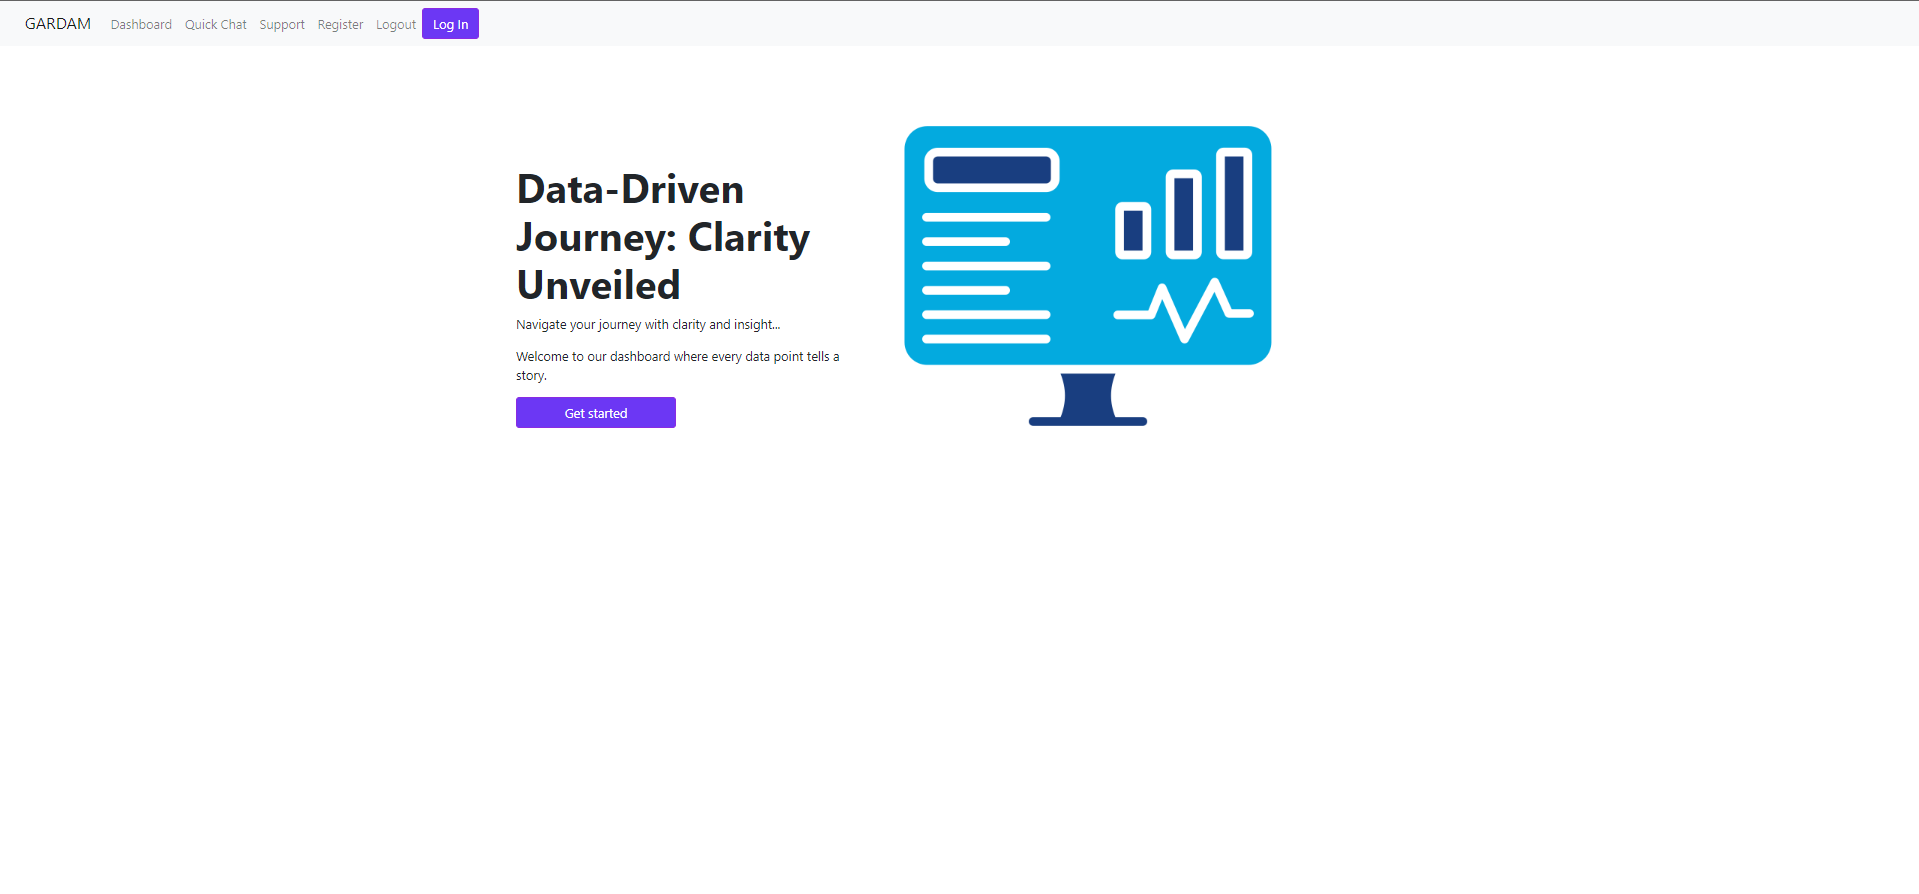 GARDAM Dashboard Quick Chat Support Register Logout Log In
Data-Driven
Journey: Clarity
Unveiled
Navigate your journey with clarity and insight...
Welcome to our dashboard where every data point tells a
story.
Get started